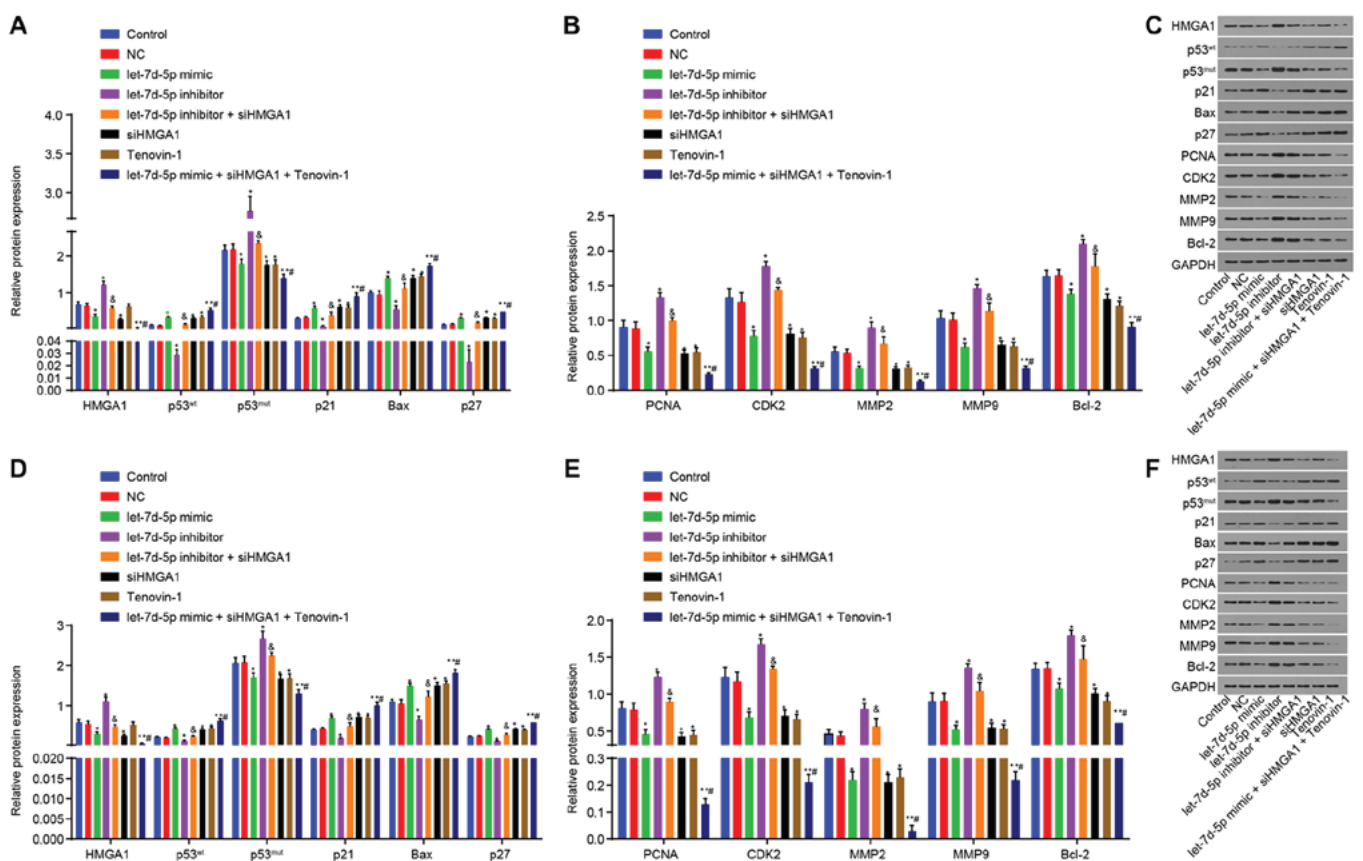 A
Control
NC
let-7d-5p mimic
let-7d-5p inhibitor
let-7d-5p inhibitor + siHMGA1
siHMGA1
Tenovin-1
let-7d-5p mimic + siHMGA1 + Tenovin-1
Relative protein expression
4.0
3.0
2
1
0.04
0.03
0.02
0.01
0.00
HMGA1 p53wt p53mut p21 Bax p27
B
Control
NC
let-7d-5p mimic
let-7d-5p inhibitor
let-7d-5p inhibitor + siHMGA1
siHMGA1
Tenovin-1
let-7d-5p mimic + siHMGA1 + Tenovin-1
Relative protein expression
2.5
2.0
1.5
1.0
0.5
0.0
PCNA CDK2 MMP2 MMP9 Bcl-2
C
HMGA1
p53wt
p53mut
p21
Bax
p27
PCNA
CDK2
MMP2
MMP9
Bcl-2
GAPDH
Control
NC
let-7d-5p mimic
let-7d-5p inhibitor
let-7d-5p inhibitor + siHMGA1
siHMGA1
Tenovin-1
let-7d-5p mimic + siHMGA1 + Tenovin-1
D
Control
NC
let-7d-5p mimic
let-7d-5p inhibitor
let-7d-5p inhibitor + siHMGA1
siHMGA1
Tenovin-1
let-7d-5p mimic + siHMGA1 + Tenovin-1
Relative protein expression
3
2
1
0.020
0.015
0.010
0.005
0.000
HMGA1 p53wt p53mut p21 Bax p27
E
Control
NC
let-7d-5p mimic
let-7d-5p inhibitor
let-7d-5p inhibitor + siHMGA1
siHMGA1
Tenovin-1
let-7d-5p mimic + siHMGA1 + Tenovin-1
Relative protein expression
2.0
1.5
1.0
0.5
0.3
0.2
0.1
0.0
PCNA CDK2 MMP2 MMP9 Bcl-2
F
HMGA1
p53wt
p53mut
p21
Bax
p27
PCNA
CDK2
MMP2
MMP9
Bcl-2
GAPDH
Control
NC
let-7d-5p mimic
let-7d-5p inhibitor
let-7d-5p inhibitor + siHMGA1
siHMGA1
Tenovin-1
let-7d-5p mimic + siHMGA1 + Tenovin-1